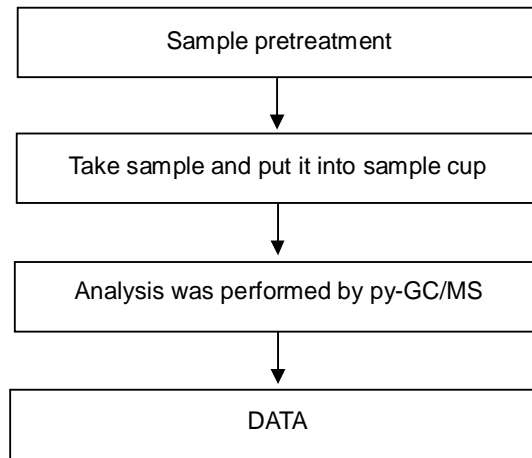 Sample pretreatment
Take sample and put it into sample cup
Analysis was performed by py-GC/MS
DATA